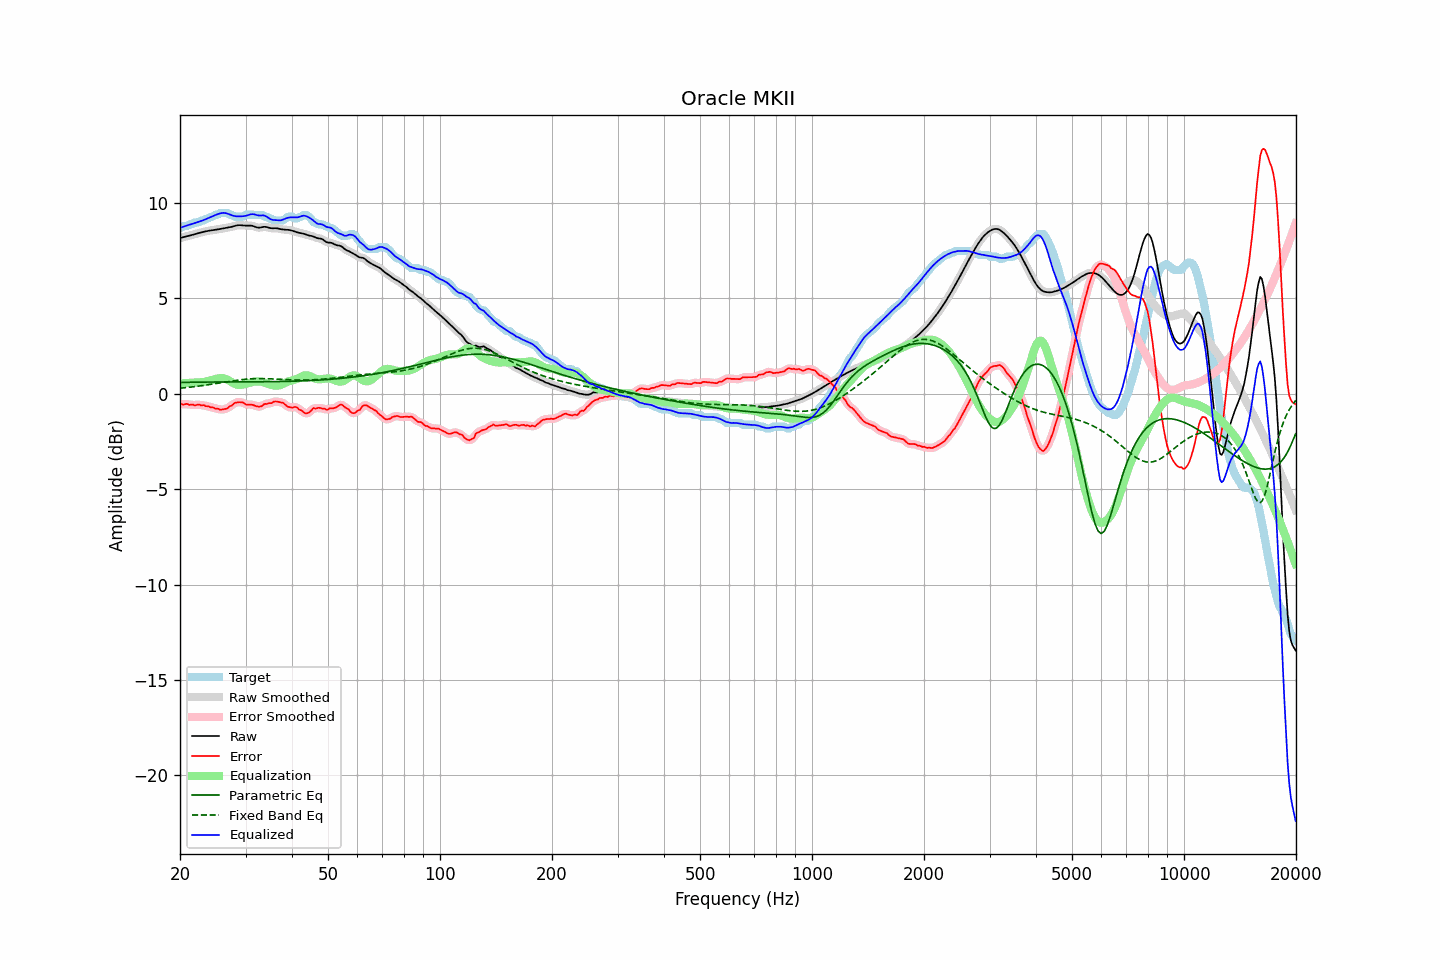 Oracle MKII
Amplitude (dBr)
10
5
0
−5
−10
−15
−20
Target
Raw Smoothed
Error Smoothed
Raw
Error
Equalization
Parametric Eq
Fixed Band Eq
Equalized
20 50 100 200 500 1000 2000 5000 10000 20000
Frequency (Hz)